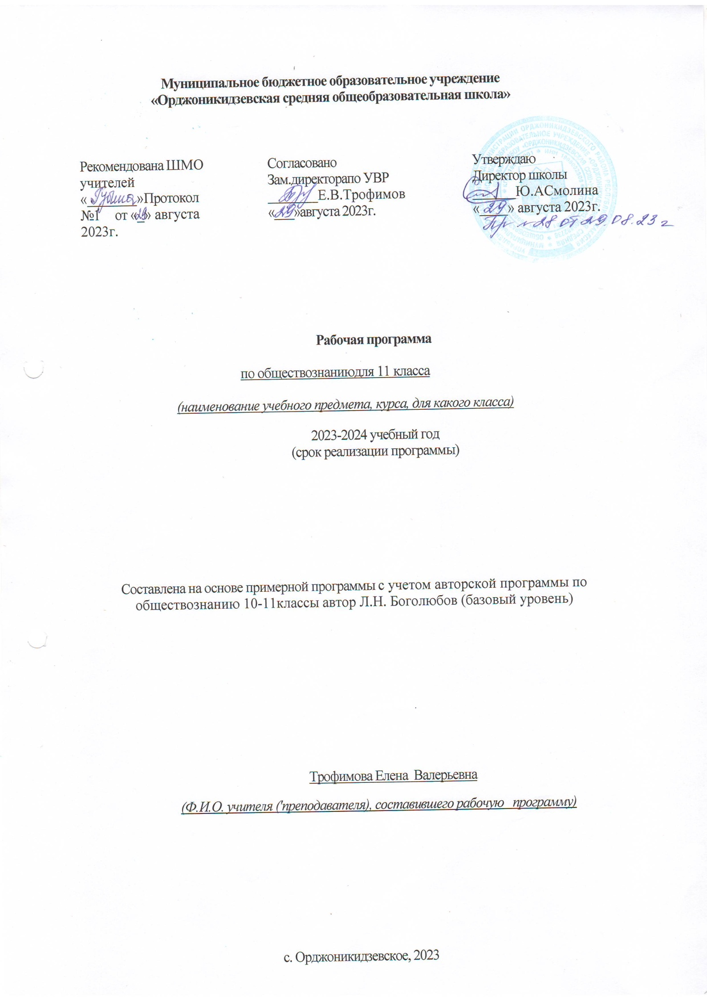 Муниципальное бюджетное образовательное учреждение
«Орджоникидзевская средняя общеобразовательная школа»
Рекомендована ШМО
учителей
«Губина»Протокол
№1 от «29» августа
2023г.
Согласовано
Зам.директорапо УВР
Е.В.Трофимов
«29»августа 2023г.
Утверждаю
Директор школы
Ю.АСмолина
« 29 » августа 2023г.
Пр №28 от 29.08.23 г
Рабочая программа
по обществознаниюдля 11 класса
(наименование учебного предмета, курса, для какого класса)
2023-2024 учебный год
(срок реализации программы)
Составлена на основе примерной программы с учетом авторской программы по
обществознанию 10-11классы автор Л.Н. Боголюбов (базовый уровень)
Трофимова Елена Валерьевна
(Ф.И.О. учителя ('преподавателя), составившего рабочую программу)
с. Орджоникидзевское, 2023